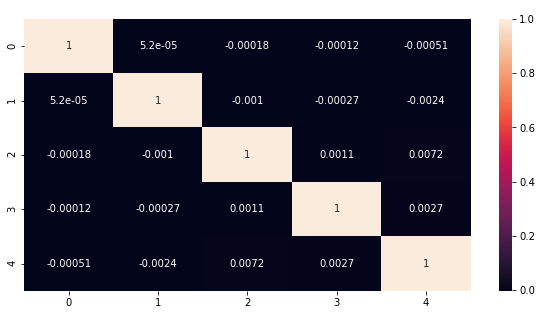 0 1 5.2e-05 -0.00018 -0.00012 -0.00051
1 5.2e-05 1 -0.001 -0.00027 -0.0024
2 -0.00018 -0.001 1 0.0011 0.0072
3 -0.00012 -0.00027 0.0011 1 0.0027
4 -0.00051 -0.0024 0.0072 0.0027 1
0 1 2 3 4
1.0
0.8
0.6
0.4
0.2
0.0